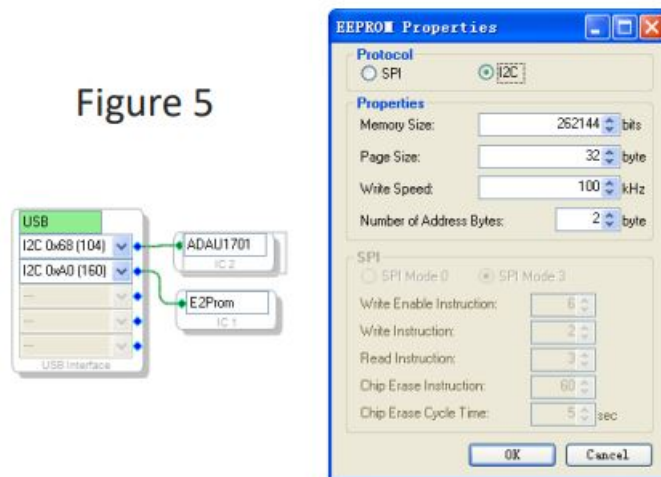 Figure 5
USB
I2C 0x68 (104)
I2C 0xA0 (160)
---
---
---
USB Interface
ADAU1701
IC 2
E2Prom
IC 1
EEPROM Properties
Protocol
SPI
I2C
Properties
Memory Size: 262144 bits
Page Size: 32 byte
Write Speed: 100 kHz
Number of Address Bytes: 2 byte
SPI
SPI Mode 0 SPI Mode 3
Write Enable Instruction: 6
Write Instruction: 2
Read Instruction: 3
Chip Erase Instruction: 60
Chip Erase Cycle Time: 5 sec
OK Cancel